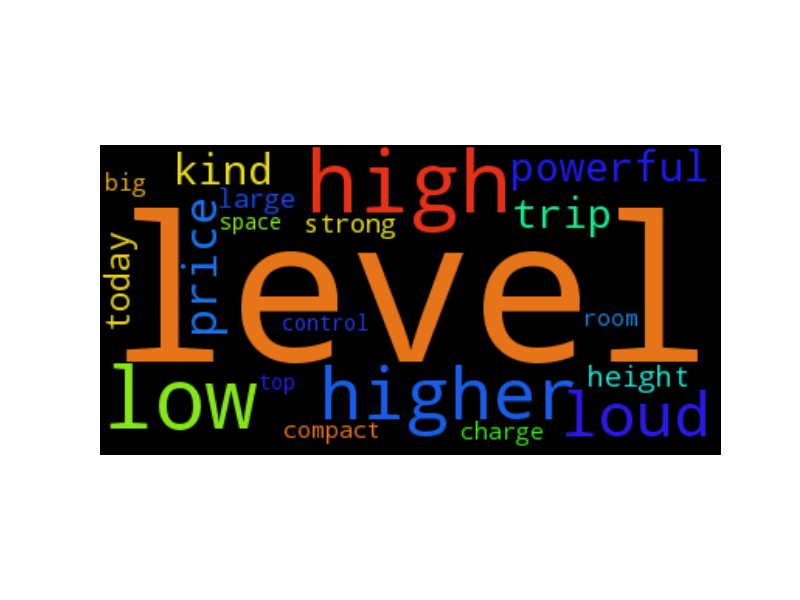 kind
high
powerful
big
large
trip
space
strong
price
today
level
control
room
low
top
higher
height
loud
compact
charge